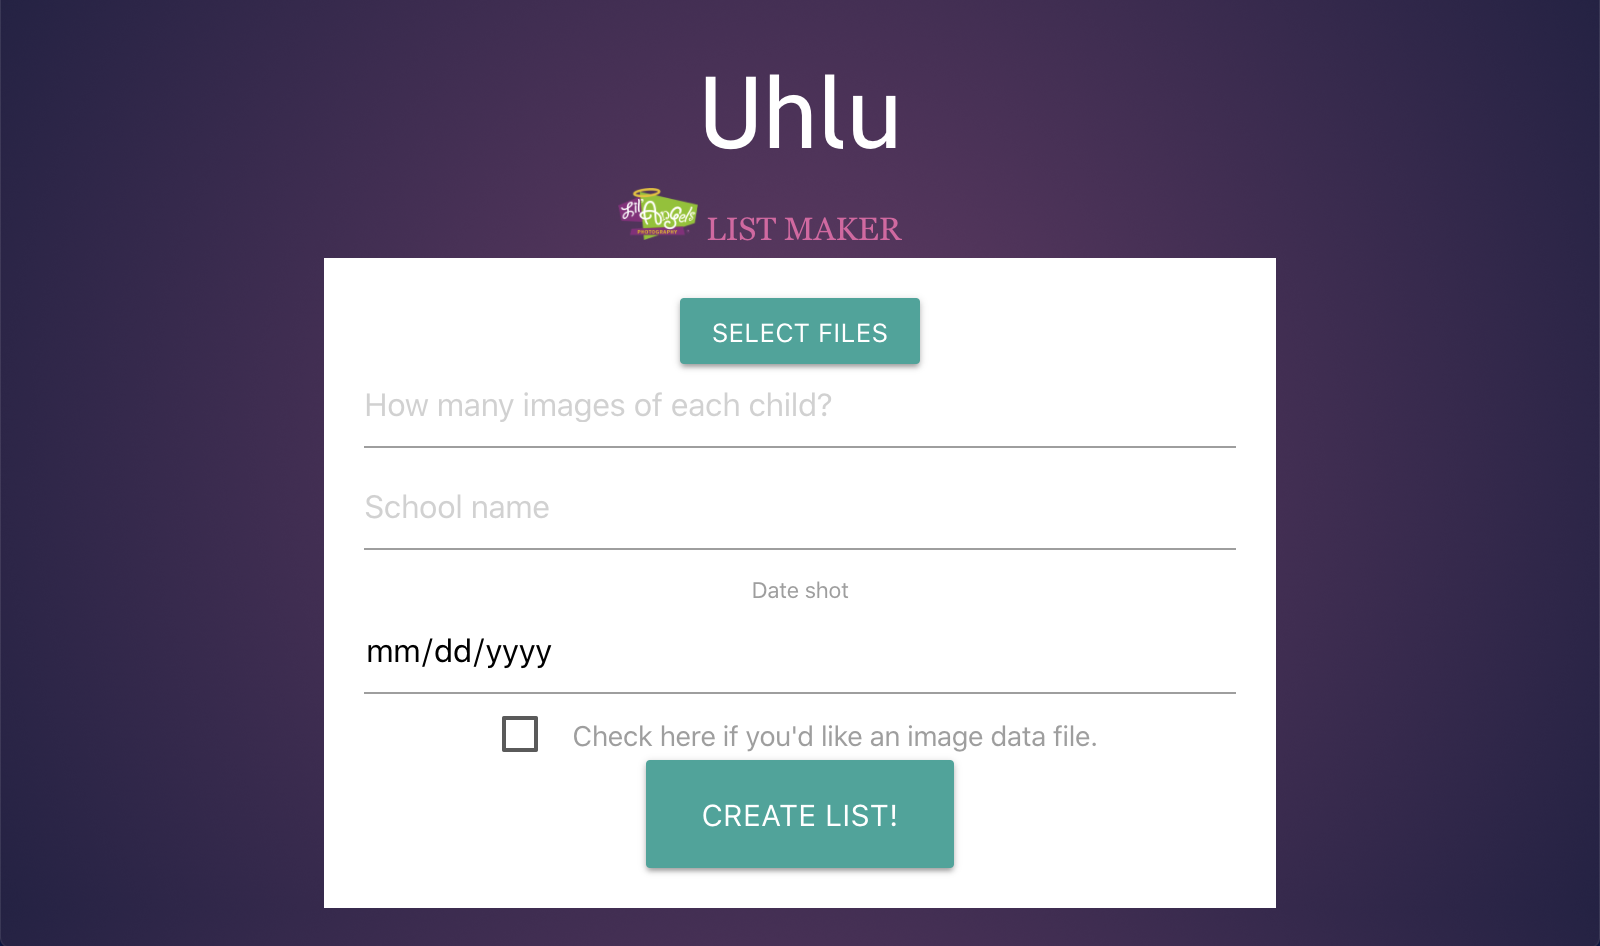 Uhlu
Lil' Angels
PHOTOGRAPHY
LIST MAKER
SELECT FILES
How many images of each child?
School name
Date shot
mm/dd/yyyy
Check here if you'd like an image data file.
CREATE LIST!